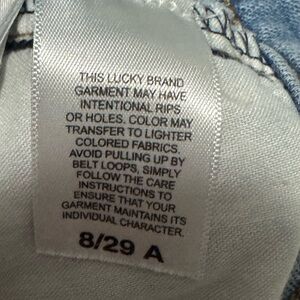 THIS LUCKY BRAND
GARMENT MAY HAVE
INTENTIONAL RIPS
OR HOLES. COLOR MAY
TRANSFER TO LIGHTER
COLORED FABRICS.
AVOID PULLING UP BY
BELT LOOPS, SIMPLY
FOLLOW THE CARE
INSTRUCTIONS TO
ENSURE THAT YOUR
GARMENT MAINTAINS ITS
INDIVIDUAL CHARACTER.
8/29 A